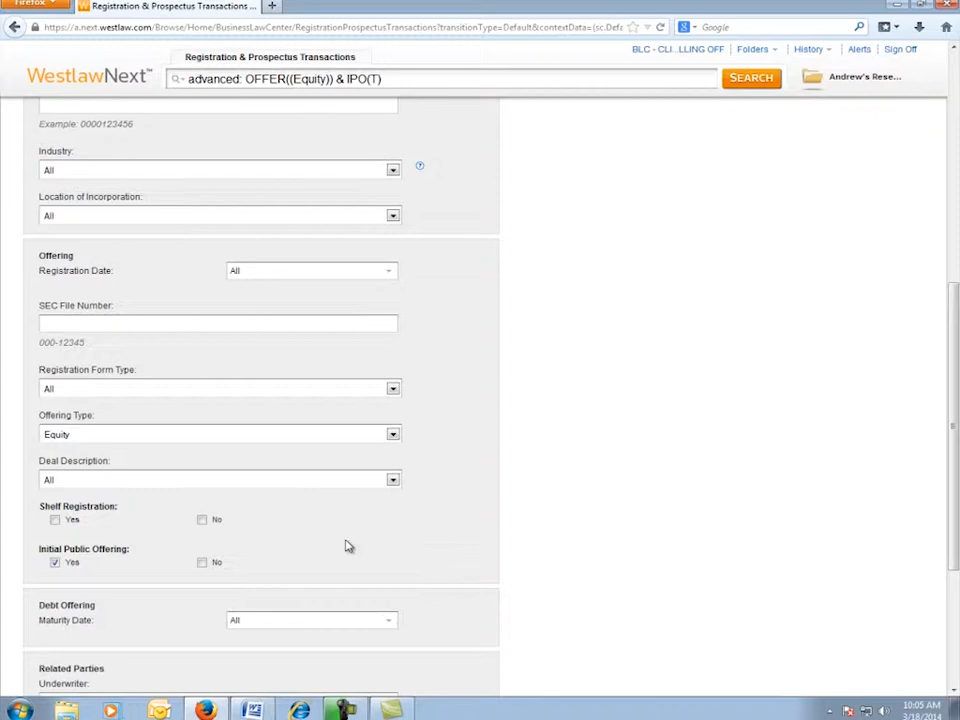 Firefox
Registration & Prospectus Transactions ...
a.next.westlaw.com/Browse/Home/BusinessLawCenter/RegistrationProspectusTransactions?transitionType=Default&contextData=(sc.Defa
Google
BLC - CLI...LLING OFF Folders History Alerts Sign Off
Registration & Prospectus Transactions
WestlawNext™ advanced: OFFER((Equity)) & IPO(T) SEARCH Andrew's Rese...
Example: 0000123456
Industry:
All
Location of Incorporation:
All
Offering
Registration Date: All
SEC File Number:
000-12345
Registration Form Type:
All
Offering Type:
Equity
Deal Description:
All
Shelf Registration:
Yes No
Initial Public Offering:
Yes No
Debt Offering
Maturity Date: All
Related Parties
Underwriter:
10:05 AM
3/18/2014